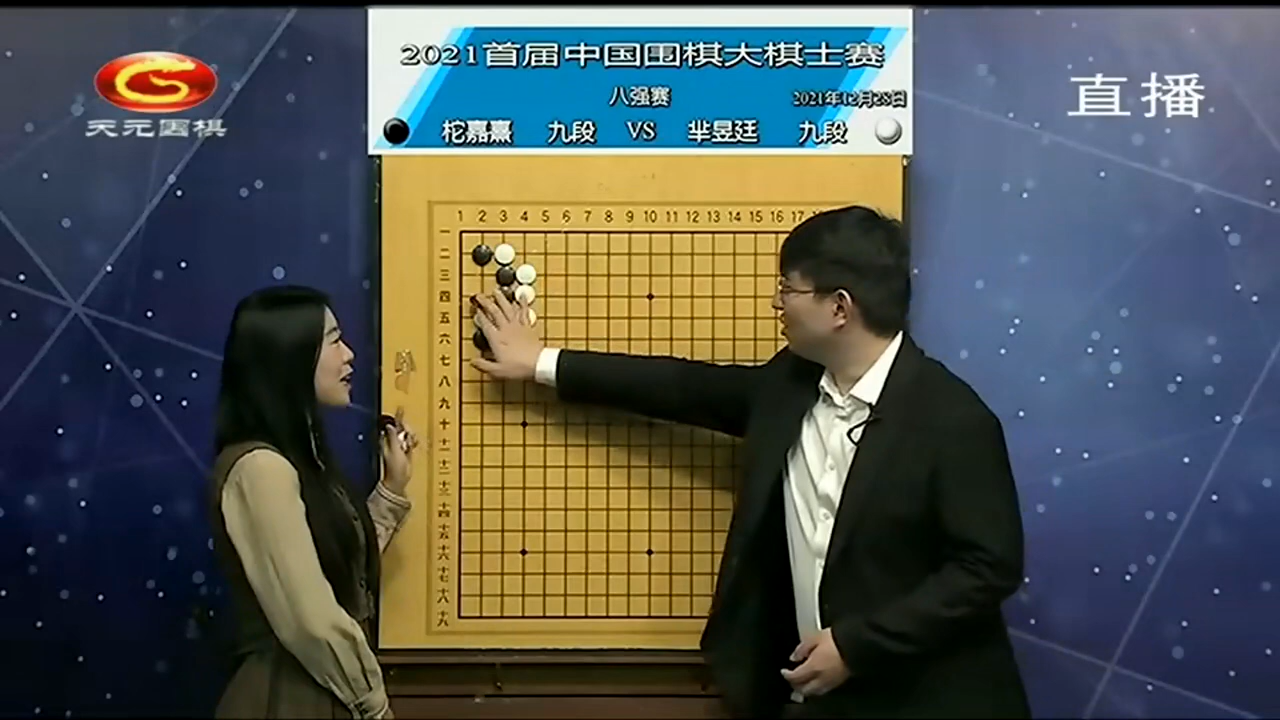 2021首届中国围棋大棋士赛
八强赛
2021年12月28日
柁嘉熹 九段 VS 芈昱廷 九段
天元围棋
直播
1 2 3 4 5 6 7 8 9 10 11 12 13 14 15 16 17
一
二
三
四
五
六
七
八
九
十
十一
十二
十三
十四
十五
十六
十七
十八
十九